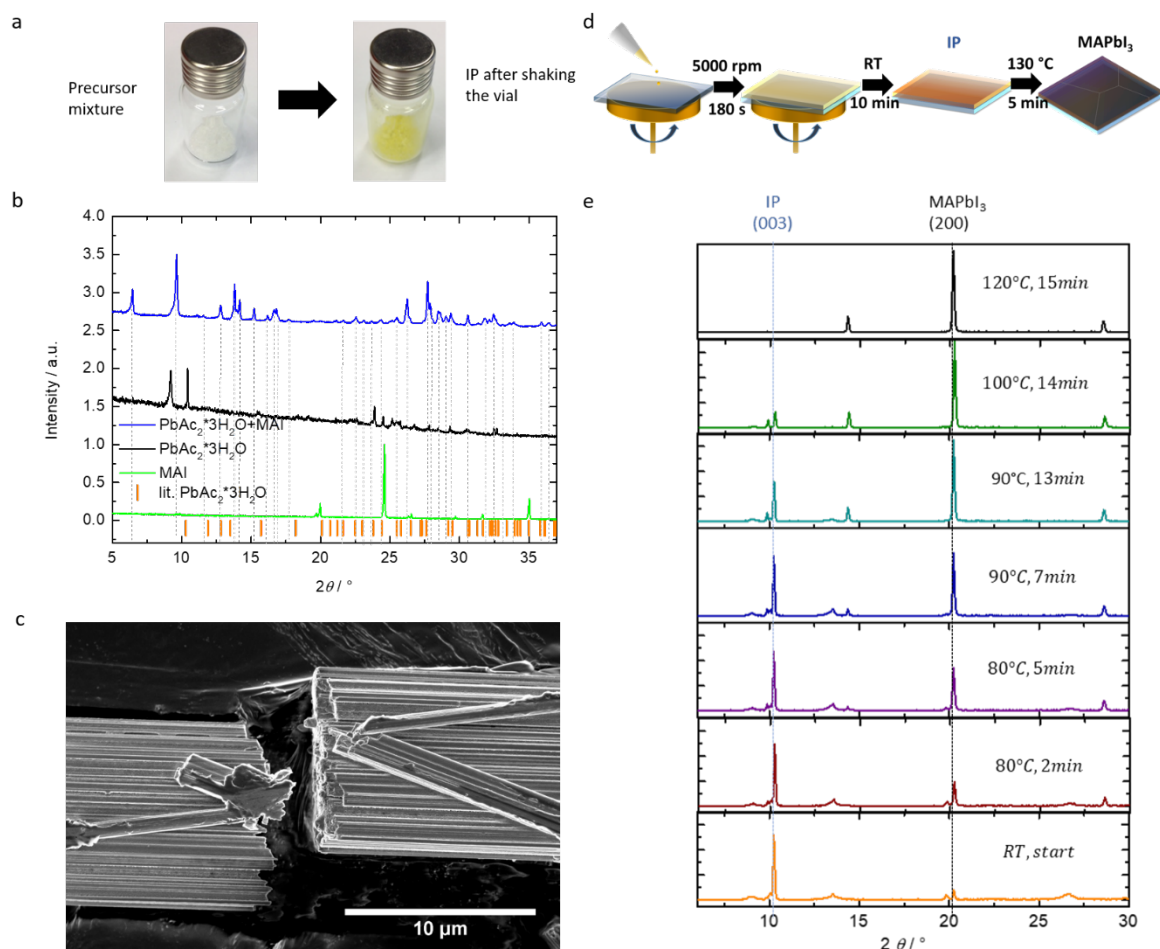 a
Precursor
mixture
IP after shaking
the vial
d
5000 rpm
180 s
RT
10 min
IP
130 °C
5 min
MAPbI₃
b
4.0
3.5
3.0
2.5
2.0
1.5
1.0
0.5
0.0
Intensity / a.u.
PbAc₂*3H₂O+MAI
PbAc₂*3H₂O
MAI
lit. PbAc₂*3H₂O
5 10 15 20 25 30 35
2θ / °
c
10 µm
e
IP
(003)
MAPbI₃
(200)
120°C, 15min
100°C, 14min
90°C, 13min
90°C, 7min
80°C, 5min
80°C, 2min
RT, start
10 15 20 25 30
2 θ / °